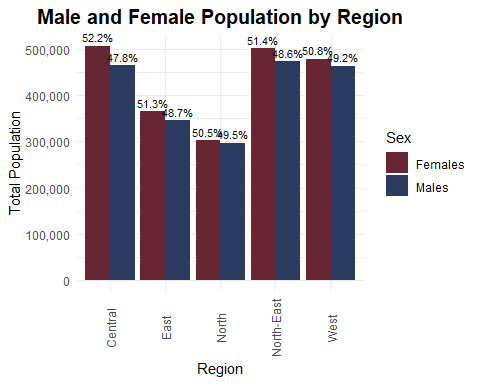 Male and Female Population by Region
52.2%
47.8%
51.3%
48.7%
50.5%
49.5%
51.4%
48.6%
50.8%
49.2%
500,000
400,000
300,000
200,000
100,000
0
Total Population
Central
East
North
North-East
West
Region
Sex
Females
Males